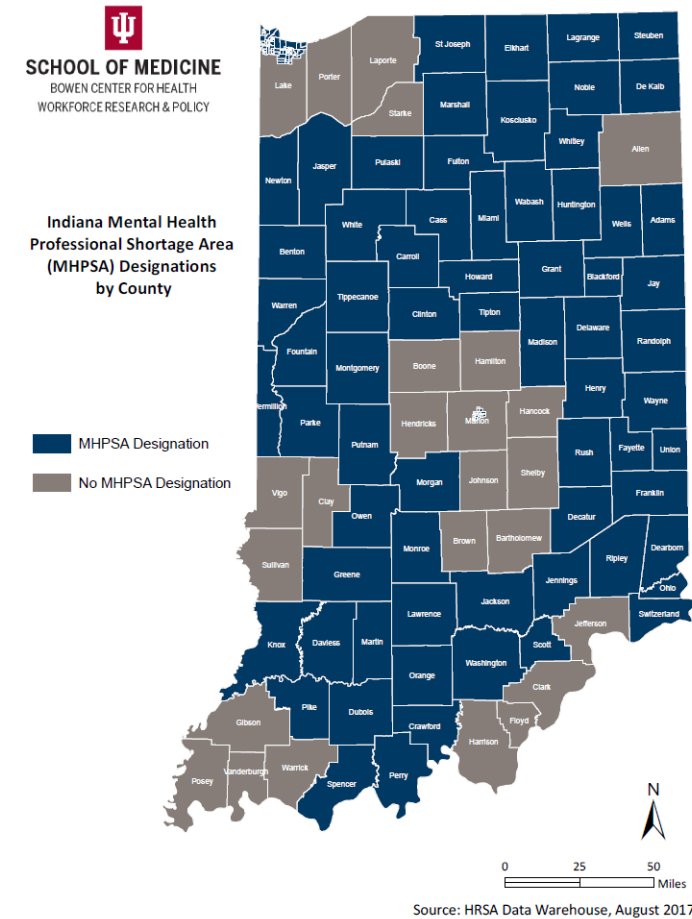 SCHOOL OF MEDICINE
BOWEN CENTER FOR HEALTH
WORKFORCE RESEARCH & POLICY
Indiana Mental Health
Professional Shortage Area
(MHPSA) Designations
by County
MHPSA Designation
No MHPSA Designation
St Joseph
Elkhart
Lagrange
Steuben
Laporte
Porter
Lake
Noble
De Kalb
Marshall
Starke
Kosciusko
Whitley
Allen
Jasper
Pulaski
Fulton
Newton
White
Cass
Miami
Wabash
Huntington
Wells
Adams
Benton
Carroll
Howard
Grant
Blackford
Jay
Warren
Tippecanoe
Clinton
Tipton
Madison
Delaware
Randolph
Fountain
Montgomery
Boone
Hamilton
Henry
Wayne
Vermillion
Parke
Putnam
Hendricks
Marion
Hancock
Rush
Fayette
Union
Vigo
Clay
Morgan
Johnson
Shelby
Franklin
Owen
Decatur
Sullivan
Greene
Monroe
Brown
Bartholomew
Ripley
Dearborn
Jennings
Ohio
Lawrence
Jackson
Switzerland
Jefferson
Knox
Daviess
Martin
Scott
Orange
Washington
Clark
Pike
Dubois
Gibson
Crawford
Floyd
Harrison
Posey
Vanderburgh
Warrick
Spencer
Perry
N
0 25 50
Miles
Source: HRSA Data Warehouse, August 2017